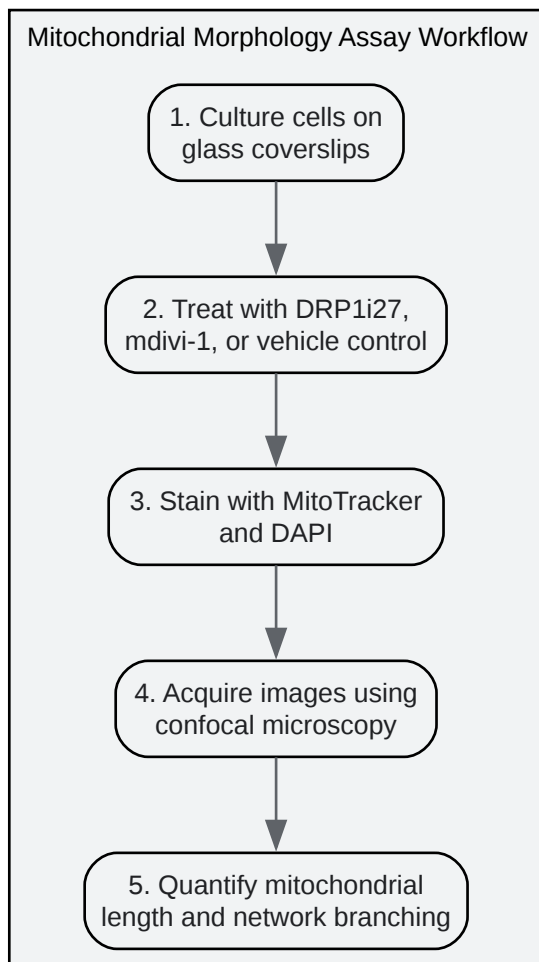 Mitochondrial Morphology Assay Workflow
1. Culture cells on
glass coverslips
2. Treat with DRP1i27,
mdivi-1, or vehicle control
3. Stain with MitoTracker
and DAPI
4. Acquire images using
confocal microscopy
5. Quantify mitochondrial
length and network branching